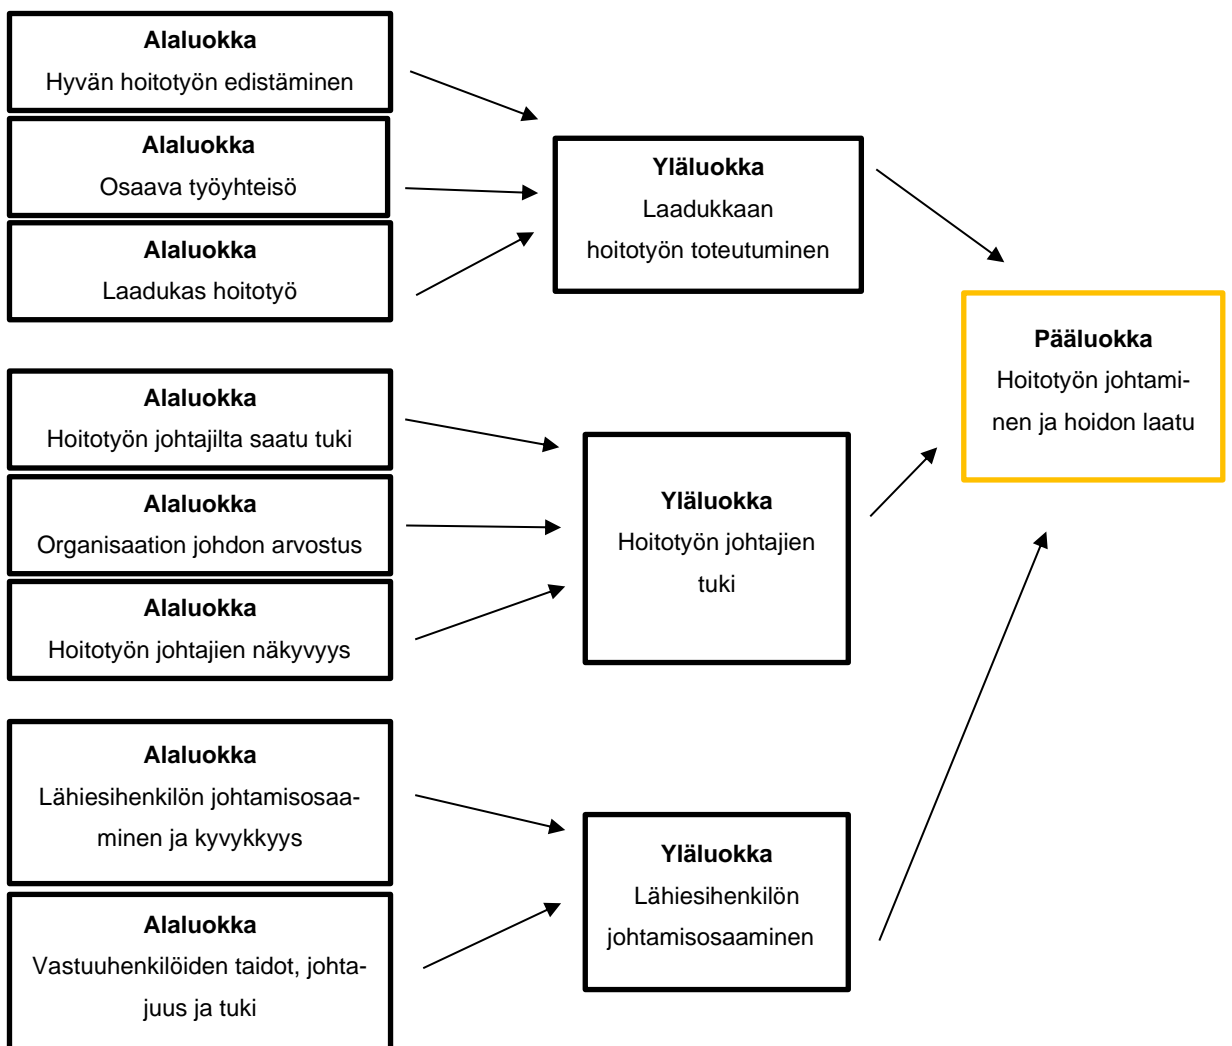 Alaluokka
Hyvän hoitotyön edistäminen
Alaluokka
Osaava työyhteisö
Alaluokka
Laadukas hoitotyö
Yläluokka
Laadukkaan
hoitotyön toteutuminen
Alaluokka
Hoitotyön johtajilta saatu tuki
Alaluokka
Organisaation johdon arvostus
Alaluokka
Hoitotyön johtajien näkyvyys
Yläluokka
Hoitotyön johtajien
tuki
Alaluokka
Lähiesihenkilön johtamisosaa-
minen ja kyvykkyys
Alaluokka
Vastuuhenkilöiden taidot, johta-
juus ja tuki
Yläluokka
Lähiesihenkilön
johtamisosaaminen
Pääluokka
Hoitotyön johtami-
nen ja hoidon laatu